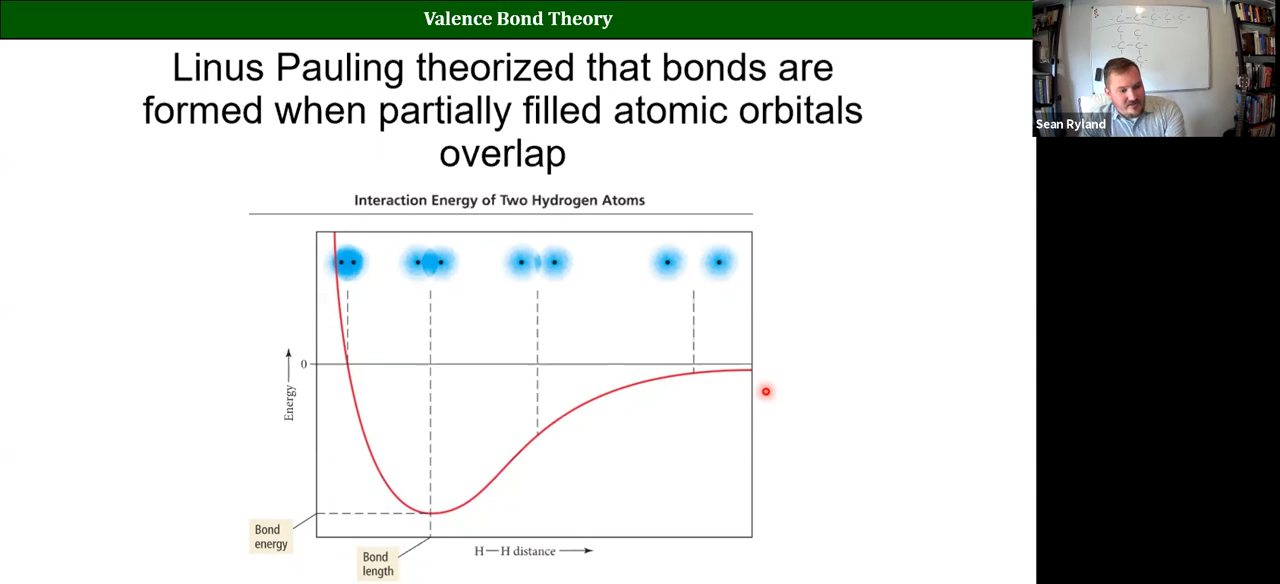 Valence Bond Theory
Linus Pauling theorized that bonds are
formed when partially filled atomic orbitals
overlap
Interaction Energy of Two Hydrogen Atoms
0
Energy
Bond
energy
Bond
length
H—H distance
Sean Ryland